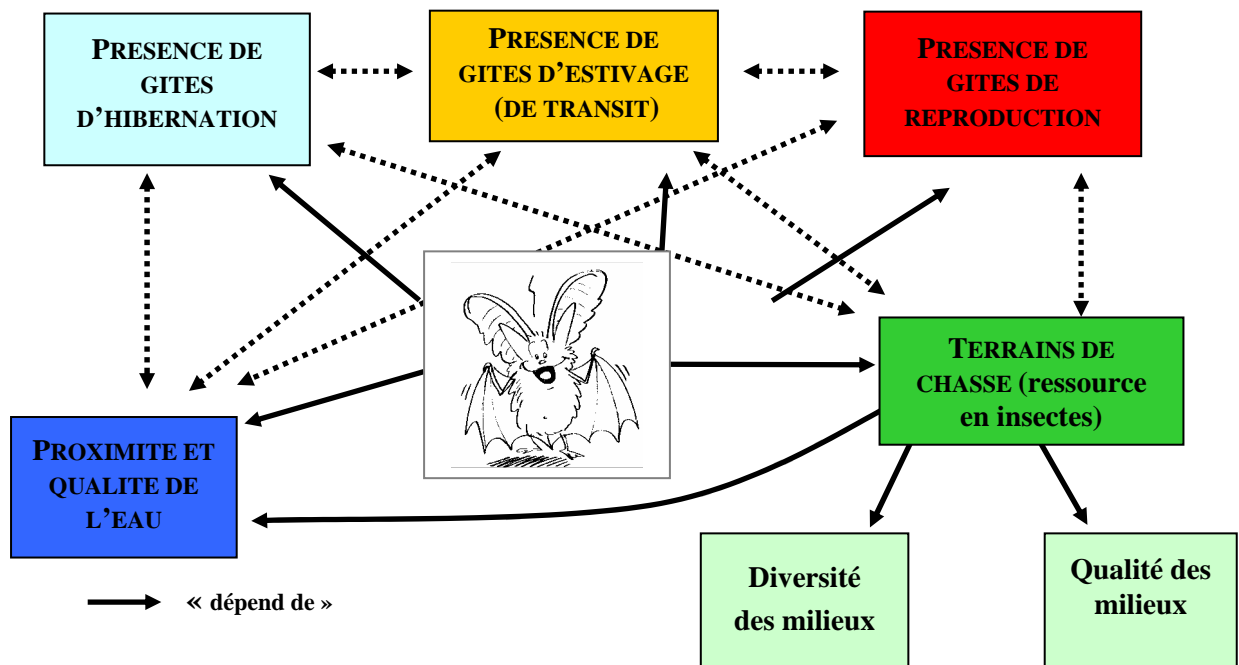 PRESENCE DE
GITES
D'HIBERNATION
PRESENCE DE
GITES D'ESTIVAGE
(DE TRANSIT)
PRESENCE DE
GITES DE
REPRODUCTION
TERRAINS DE
CHASSE (ressource
en insectes)
PROXIMITE ET
QUALITE DE
L'EAU
Diversité
des milieux
Qualité des
milieux
« dépend de »